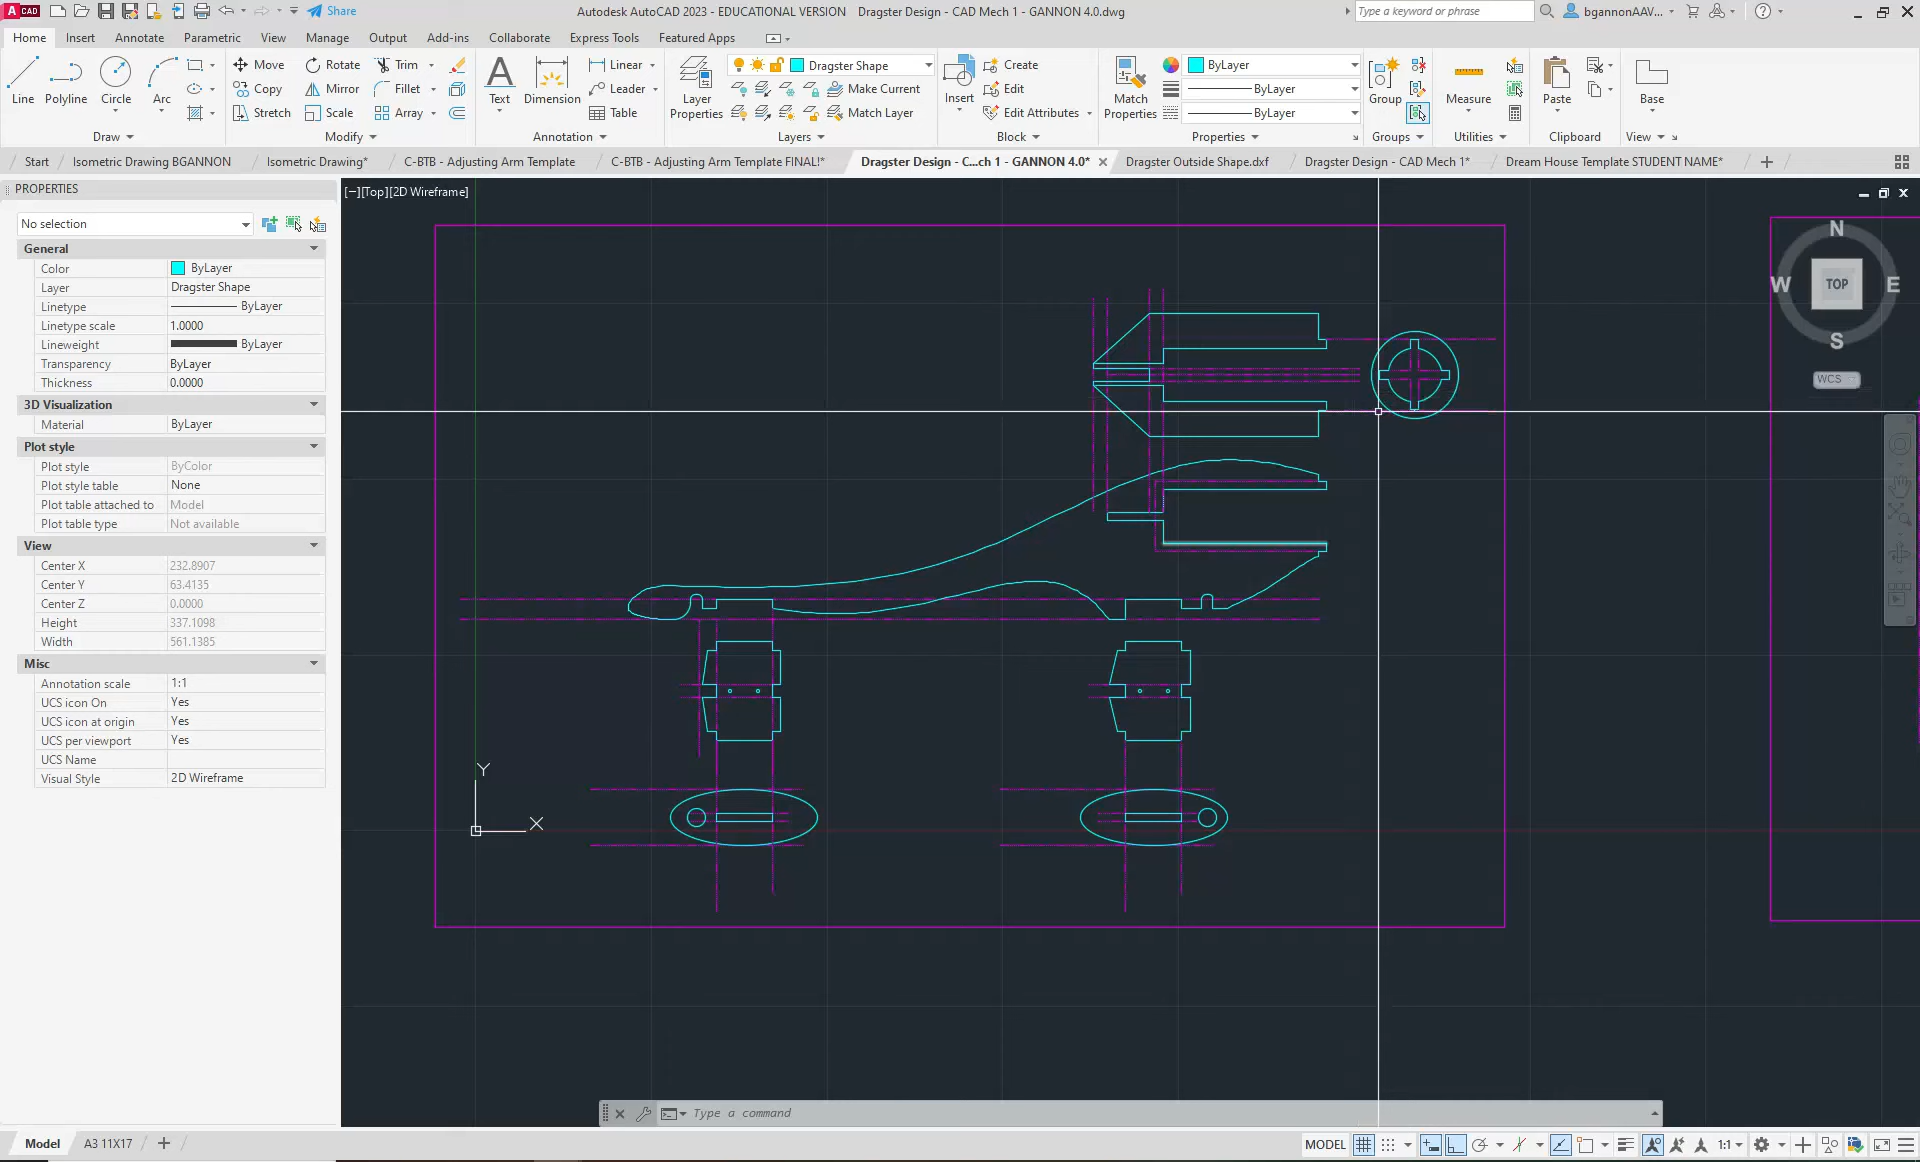 A CAD
Share
Autodesk AutoCAD 2023 - EDUCATIONAL VERSION Dragster Design - CAD Mech 1 - GANNON 4.0.dwg
Type a keyword or phrase
bgannonAAV...
Home Insert Annotate Parametric View Manage Output Add-ins Collaborate Express Tools Featured Apps
Line
Polyline
Circle
Arc
Draw
Move Rotate Trim
Copy Mirror Fillet
Stretch Scale Array
Modify
Text
Dimension
Linear
Leader
Table
Annotation
Layer
Properties
Dragster Shape
Make Current
Match Layer
Layers
Insert
Create
Edit
Edit Attributes
Block
Match
Properties
ByLayer
ByLayer
ByLayer
Properties
Group
Groups
Measure
Utilities
Paste
Clipboard
Base
View
Start Isometric Drawing BGANNON Isometric Drawing* C-BTB - Adjusting Arm Template C-BTB - Adjusting Arm Template FINAL!* Dragster Design - C...ch 1 - GANNON 4.0* Dragster Outside Shape.dxf Dragster Design - CAD Mech 1* Dream House Template STUDENT NAME*
PROPERTIES
No selection
General
Color ByLayer
Layer Dragster Shape
Linetype ByLayer
Linetype scale 1.0000
Lineweight ByLayer
Transparency ByLayer
Thickness 0.0000
3D Visualization
Material ByLayer
Plot style
Plot style ByColor
Plot style table None
Plot table attached to Model
Plot table type Not available
View
Center X 232.8907
Center Y 63.4135
Center Z 0.0000
Height 337.1098
Width 561.1385
Misc
Annotation scale 1:1
UCS icon On Yes
UCS icon at origin Yes
UCS per viewport Yes
UCS Name
Visual Style 2D Wireframe
[−][Top][2D Wireframe]
N
W TOP E
S
WCS
Y
X
Type a command
Model A3 11X17
MODEL
1:1